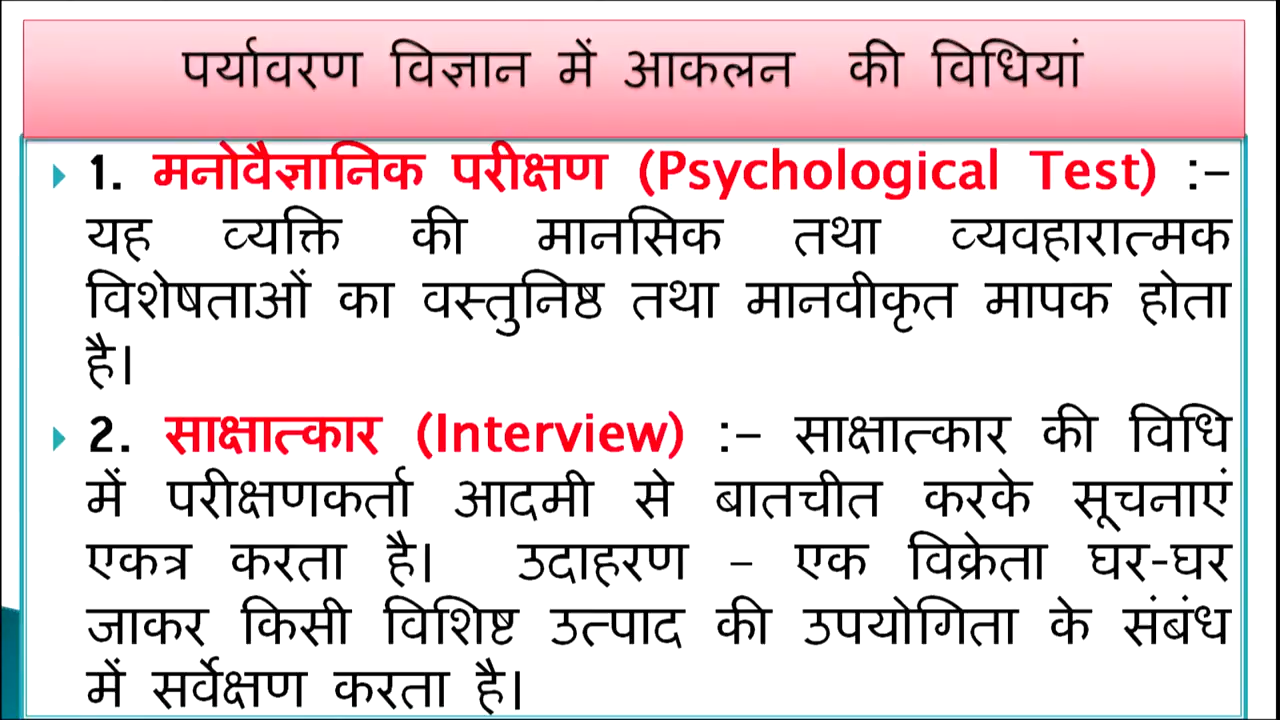 पर्यावरण विज्ञान में आकलन की विधियां
1. मनोवैज्ञानिक परीक्षण (Psychological Test) :–
यह व्यक्ति की मानसिक तथा व्यवहारात्मक
विशेषताओं का वस्तुनिष्ठ तथा मानवीकृत मापक होता
है।
2. साक्षात्कार (Interview) :– साक्षात्कार की विधि
में परीक्षणकर्ता आदमी से बातचीत करके सूचनाएं
एकत्र करता है। उदाहरण – एक विक्रेता घर-घर
जाकर किसी विशिष्ट उत्पाद की उपयोगिता के संबंध
में सर्वेक्षण करता है।